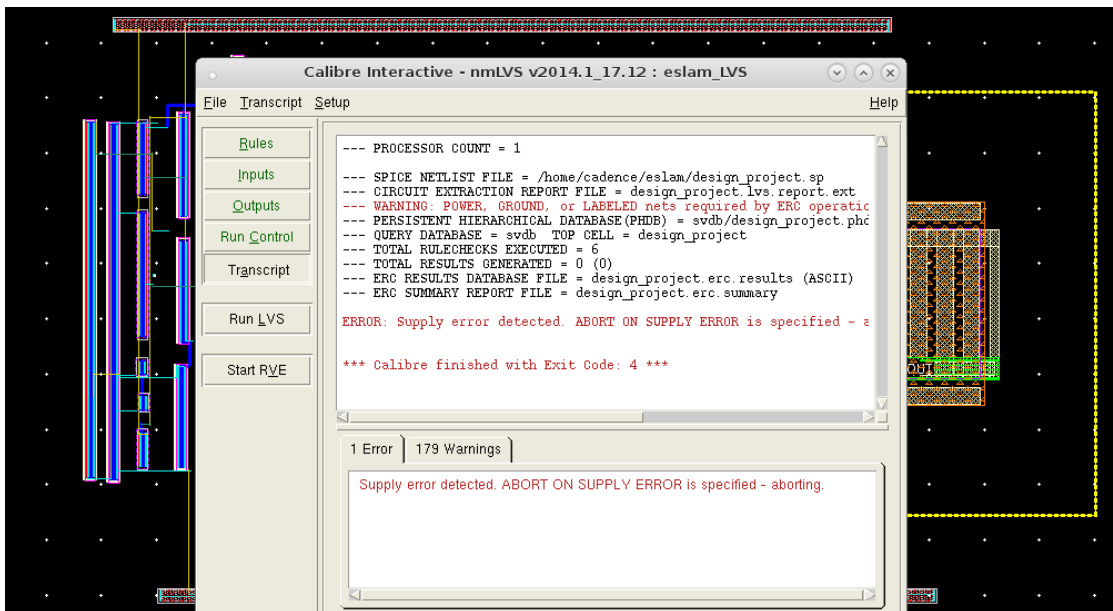 Calibre Interactive - nmLVS v2014.1_17.12 : eslam_LVS
File Transcript Setup Help
Rules
Inputs
Outputs
Run Control
Transcript
Run LVS
Start RVE
--- PROCESSOR COUNT = 1
--- SPICE NETLIST FILE = /home/cadence/eslam/design_project.sp
--- CIRCUIT EXTRACTION REPORT FILE = design_project.lvs.report.ext
--- WARNING: POWER, GROUND, or LABELED nets required by ERC operatic
--- PERSISTENT HIERARCHICAL DATABASE(PHDB) = svdb/design_project.phd
--- QUERY DATABASE = svdb TOP CELL = design_project
--- TOTAL RULECHECKS EXECUTED = 6
--- TOTAL RESULTS GENERATED = 0 (0)
--- ERC RESULTS DATABASE FILE = design_project.erc.results (ASCII)
--- ERC SUMMARY REPORT FILE = design_project.erc.summary
ERROR: Supply error detected. ABORT ON SUPPLY ERROR is specified - a
*** Calibre finished with Exit Code: 4 ***
1 Error
179 Warnings
Supply error detected. ABORT ON SUPPLY ERROR is specified - aborting.
OUT